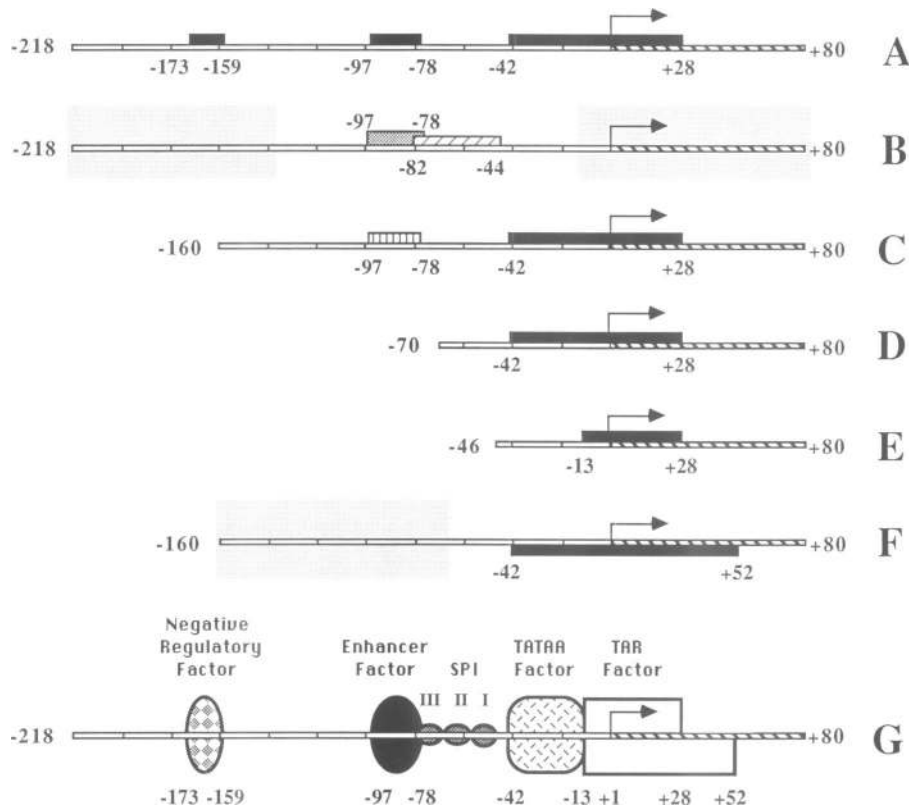 -218 +80 A
-173 -159 -97 -78 -42 +28
-97 -78
-218 +80 B
-82 -44
-160 +80 C
-97 -78 -42 +28
-70 +80 D
-42 +28
-46 +80 E
-13 +28
-160 +80 F
-42 +52
Negative
Regulatory
Factor
Enhancer
Factor
SPI
III II I
TATAA
Factor
TAR
Factor
-218 +80 G
-173 -159 -97 -78 -42 -13 +1 +28 +52